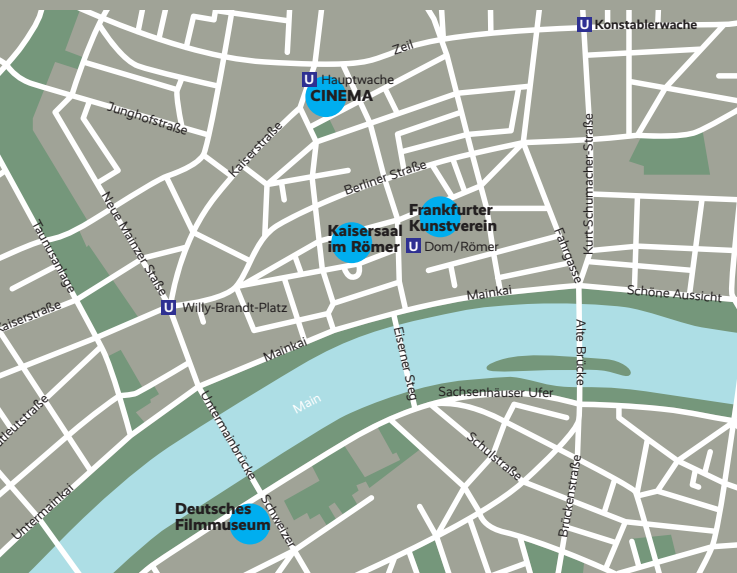 U Konstablerwache
Zeil
U Hauptwache
CINEMA
Junghofstraße
Kaiserstraße
Kurt-Schumacher-Straße
Berliner Straße
Neue Mainzer Staße
Taunusanlage
Frankfurter
Kunstverein
Kaisersaal
im Römer
U Dom/Römer
Fahrgasse
Mainkai
Schöne Aussicht
U Willy-Brandt-Platz
Kaiserstraße
Mainkai
Eiserner Steg
Alte Brücke
Main
Sachsenhäuser Ufer
Untermainbrücke
Schulstraße
Brückenstraße
Untermainkai
Deutsches
Filmmuseum
Schweizer